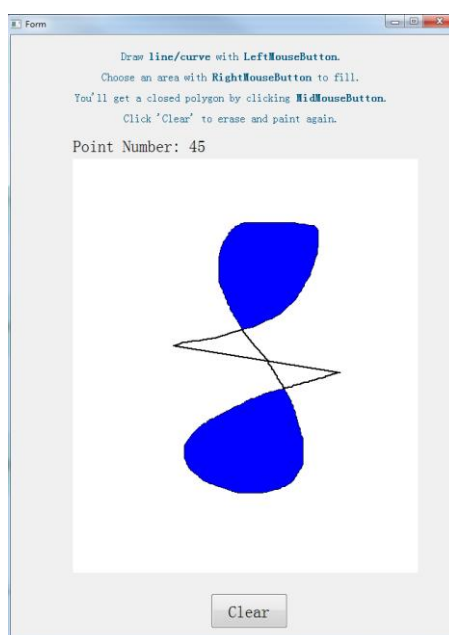 Form
Draw line/curve with LeftMouseButton.
Choose an area with RightMouseButton to fill.
You'll get a closed polygon by clicking MidMouseButton.
Click 'Clear' to erase and paint again.
Point Number: 45
Clear